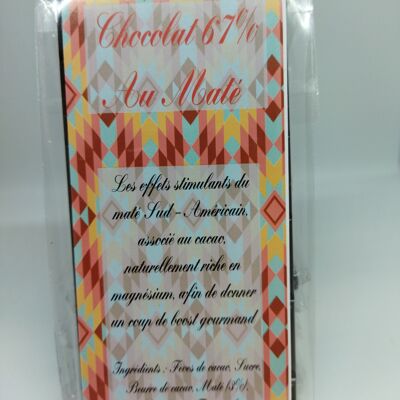 Chocolat 67%
Au Maté
Les effets stimulants du
maté Sud - Américain,
associé au cacao,
naturellement riche en
magnésium, afin de donner
un coup de boost gourmand
Ingrédients : Fèves de cacao, Sucre,
Beurre de cacao, Maté